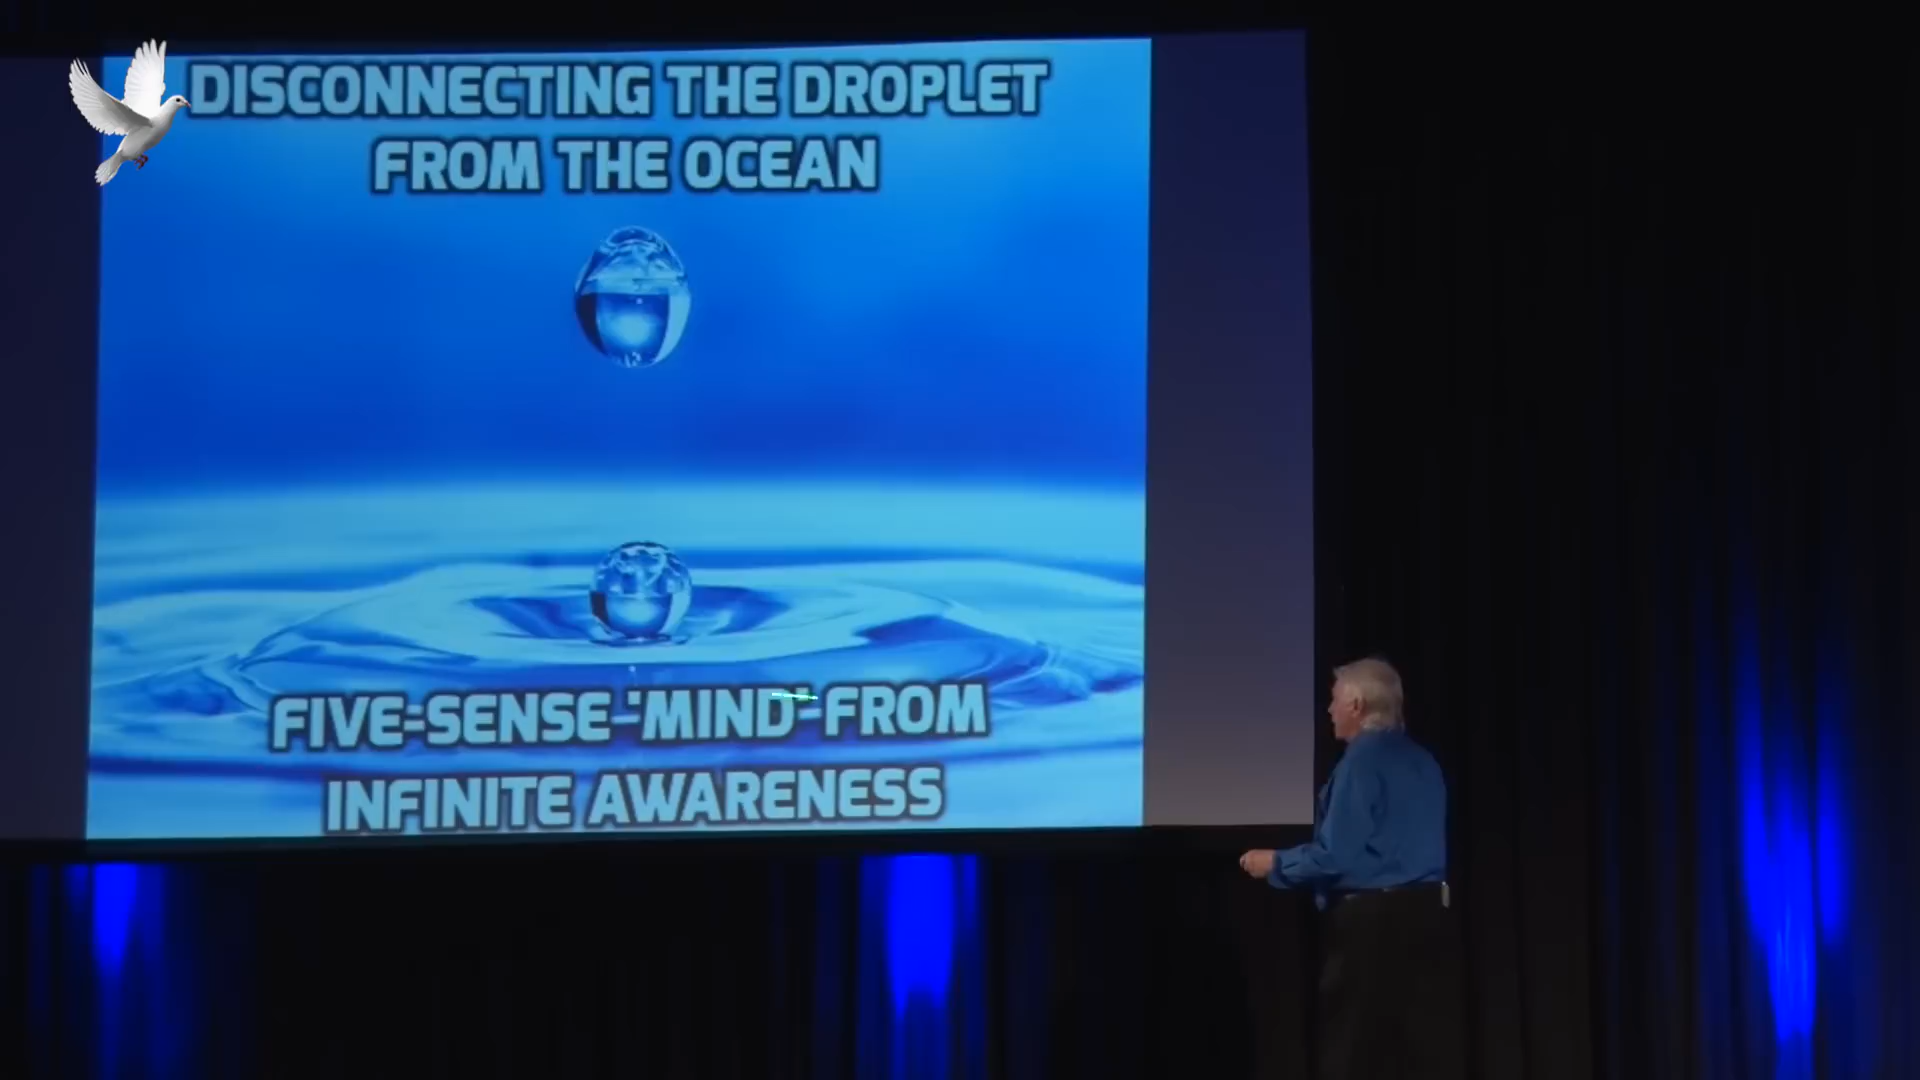 DISCONNECTING THE DROPLET
FROM THE OCEAN
FIVE-SENSE 'MIND' FROM
INFINITE AWARENESS